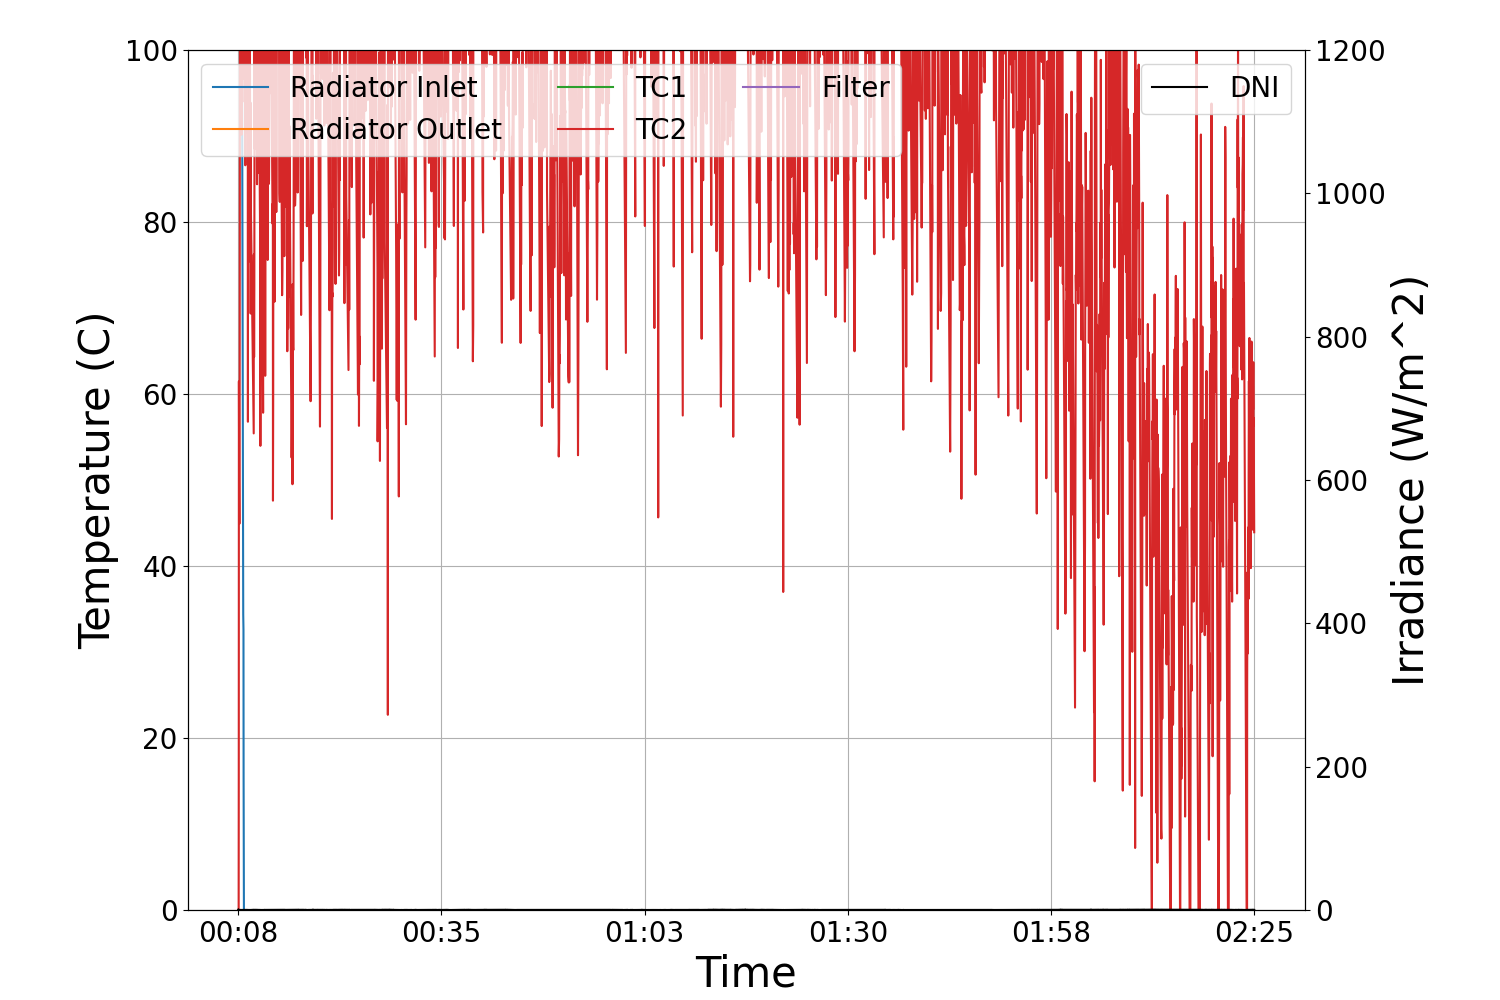 100
80
60
40
20
0
Temperature (C)
Radiator Inlet
Radiator Outlet
TC1
TC2
Filter
DNI
1200
1000
800
600
400
200
0
Irradiance (W/m^2)
00:08 00:35 01:03 01:30 01:58 02:25
Time